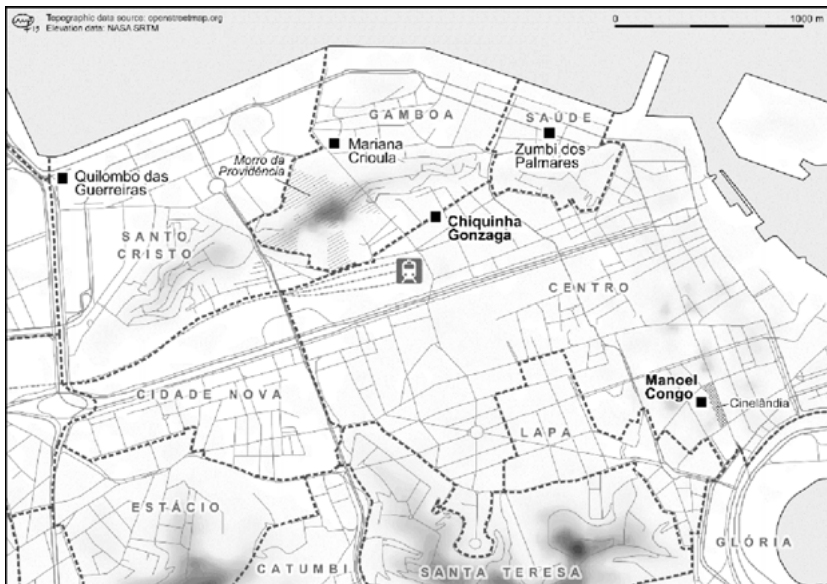 Topographic data source: openstreetmap.org
Elevation data: NASA SRTM
0
1000 m
GAMBOA
SAÚDE
Mariana
Crioula
Zumbi dos
Palmares
Morro da
Providência
Quilombo das
Guerreiras
Chiquinha
Gonzaga
SANTO
CRISTO
CENTRO
CIDADE NOVA
Manoel
Congo
Cinelândia
LAPA
ESTÁCIO
GLÓRIA
CATUMBI
SANTA TERESA